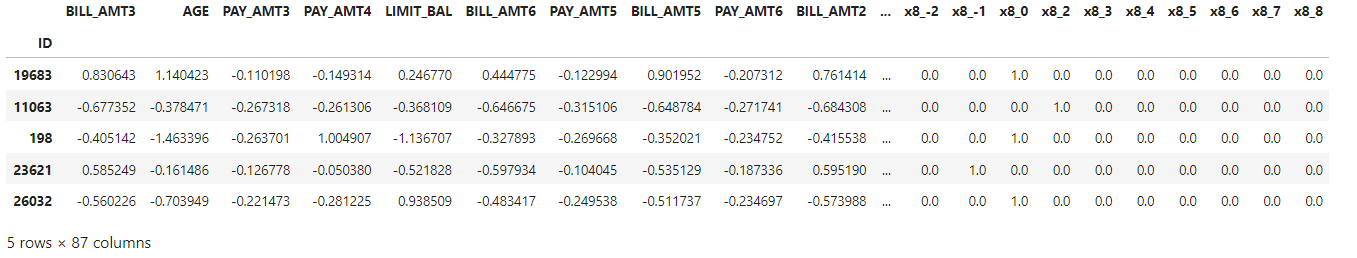 BILL_AMT3 AGE PAY_AMT3 PAY_AMT4 LIMIT_BAL BILL_AMT6 PAY_AMT5 BILL_AMT5 PAY_AMT6 BILL_AMT2 ... x8_-2 x8_-1 x8_0 x8_2 x8_3 x8_4 x8_5 x8_6 x8_7 x8_8
ID
19683 0.830643 1.140423 -0.110198 -0.149314 0.246770 0.444775 -0.122994 0.901952 -0.207312 0.761414 ... 0.0 0.0 1.0 0.0 0.0 0.0 0.0 0.0 0.0 0.0
11063 -0.677352 -0.378471 -0.267318 -0.261306 -0.368109 -0.646675 -0.315106 -0.648784 -0.271741 -0.684308 ... 0.0 0.0 0.0 1.0 0.0 0.0 0.0 0.0 0.0 0.0
198 -0.405142 -1.463396 -0.263701 1.004907 -1.136707 -0.327893 -0.269668 -0.352021 -0.234752 -0.415538 ... 0.0 0.0 1.0 0.0 0.0 0.0 0.0 0.0 0.0 0.0
23621 0.585249 -0.161486 -0.126778 -0.050380 -0.521828 -0.597934 -0.104045 -0.535129 -0.187336 0.595190 ... 0.0 1.0 0.0 0.0 0.0 0.0 0.0 0.0 0.0 0.0
26032 -0.560226 -0.703949 -0.221473 -0.281225 0.938509 -0.483417 -0.249538 -0.511737 -0.234697 -0.573988 ... 0.0 0.0 1.0 0.0 0.0 0.0 0.0 0.0 0.0 0.0
5 rows × 87 columns